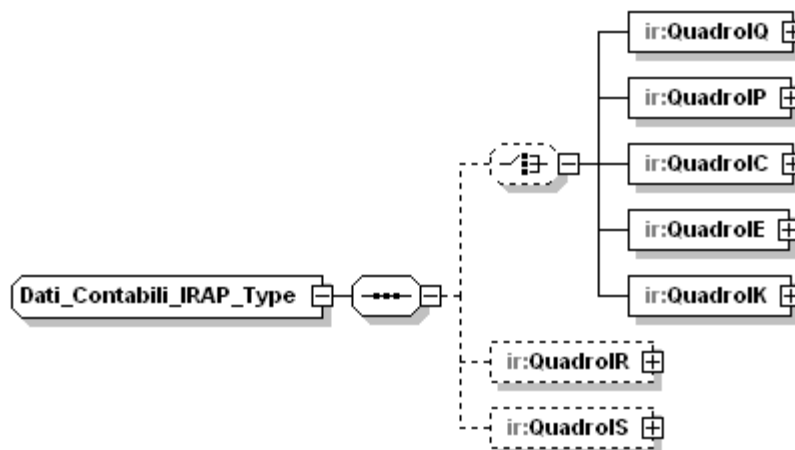 ir:QuadroIQ
ir:QuadroIP
ir:QuadroIC
ir:QuadroIE
Dati_Contabili_IRAP_Type
ir:QuadroIK
ir:QuadroIR
ir:QuadroIS